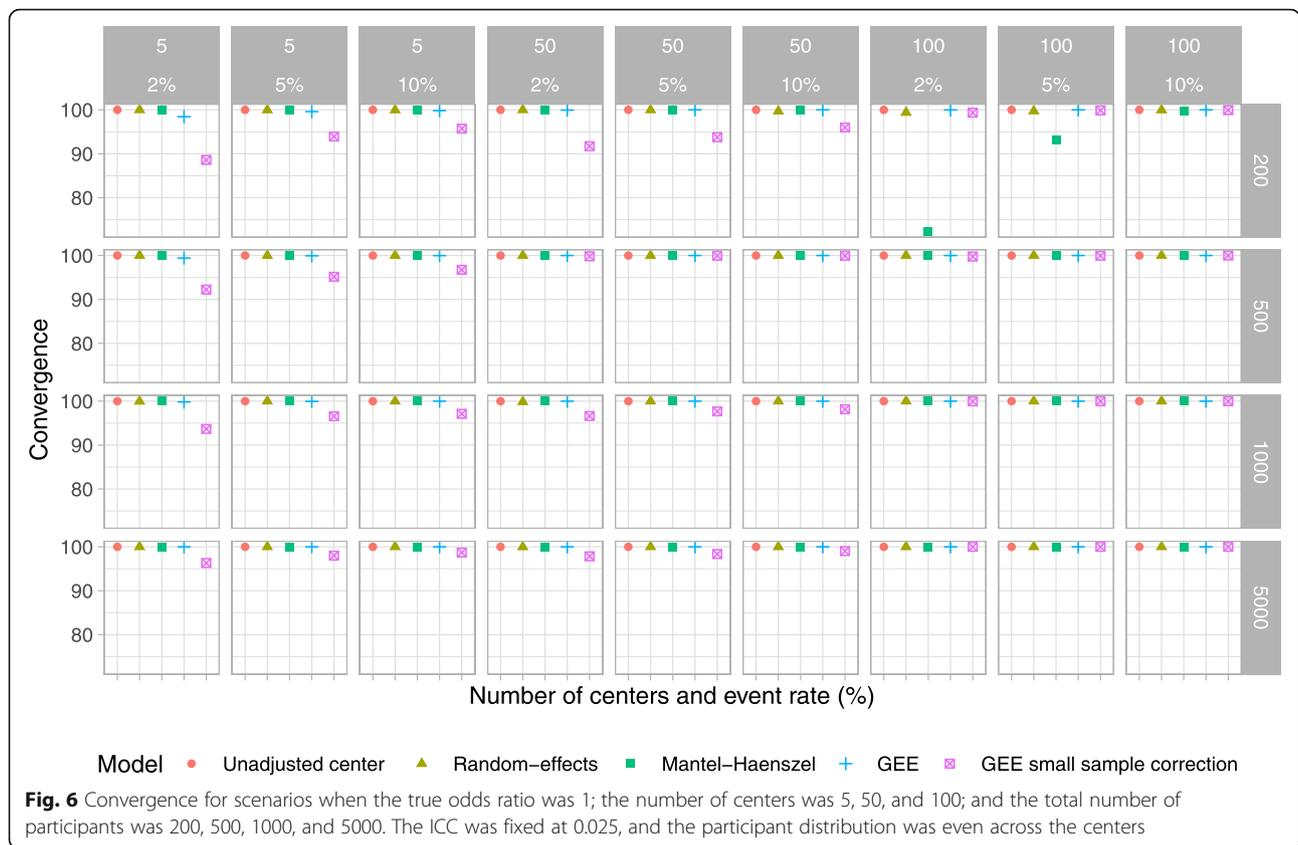 5 5 5 50 50 50 100 100 100
2% 5% 10% 2% 5% 10% 2% 5% 10%
100
90
80
200
100
90
80
500
100
90
80
1000
100
90
80
5000
Convergence
Number of centers and event rate (%)
Model Unadjusted center Random−effects Mantel−Haenszel GEE GEE small sample correction
Fig. 6 Convergence for scenarios when the true odds ratio was 1; the number of centers was 5, 50, and 100; and the total number of
participants was 200, 500, 1000, and 5000. The ICC was fixed at 0.025, and the participant distribution was even across the centers